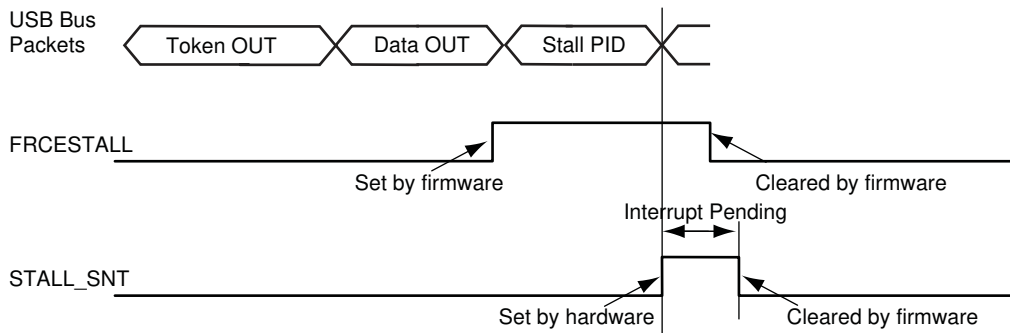 USB Bus
Packets
Token OUT
Data OUT
Stall PID
FRCESTALL
Set by firmware
Cleared by firmware
Interrupt Pending
STALL_SNT
Set by hardware
Cleared by firmware